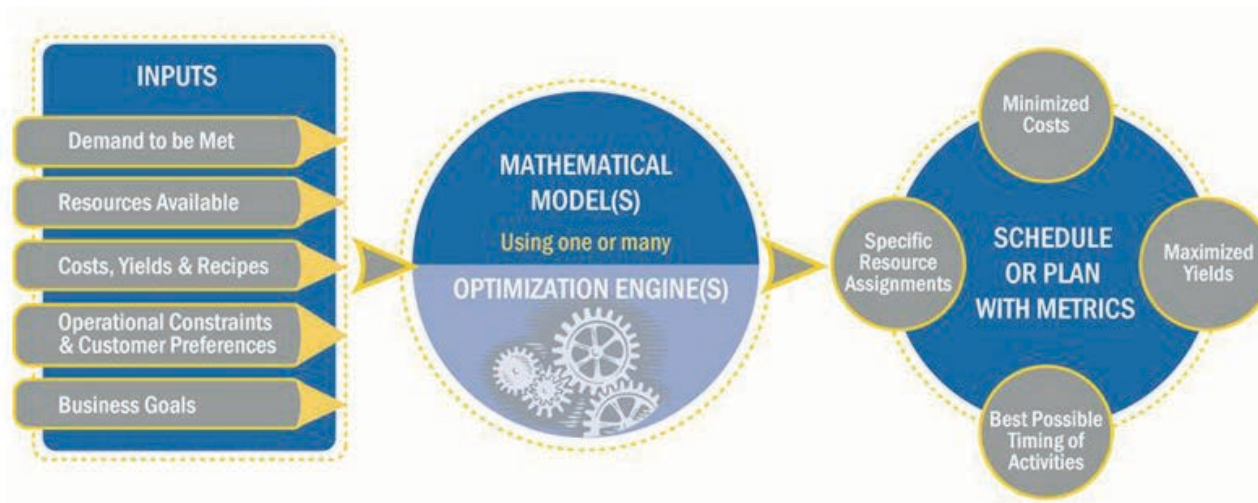 INPUTS
Demand to be Met
Resources Available
Costs, Yields & Recipes
Operational Constraints
& Customer Preferences
Business Goals
MATHEMATICAL
MODEL(S)
Using one or many
OPTIMIZATION ENGINE(S)
Minimized
Costs
Specific
Resource
Assignments
SCHEDULE
OR PLAN
WITH METRICS
Maximized
Yields
Best Possible
Timing of
Activities